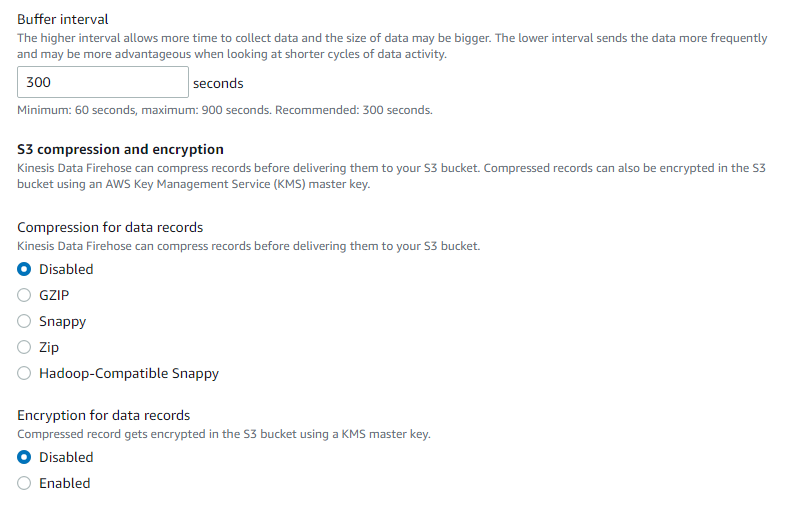 Buffer interval
The higher interval allows more time to collect data and the size of data may be bigger. The lower interval sends the data more frequently
and may be more advantageous when looking at shorter cycles of data activity.
300 seconds
Minimum: 60 seconds, maximum: 900 seconds. Recommended: 300 seconds.
S3 compression and encryption
Kinesis Data Firehose can compress records before delivering them to your S3 bucket. Compressed records can also be encrypted in the S3
bucket using an AWS Key Management Service (KMS) master key.
Compression for data records
Kinesis Data Firehose can compress records before delivering them to your S3 bucket.
Disabled
GZIP
Snappy
Zip
Hadoop-Compatible Snappy
Encryption for data records
Compressed record gets encrypted in the S3 bucket using a KMS master key.
Disabled
Enabled